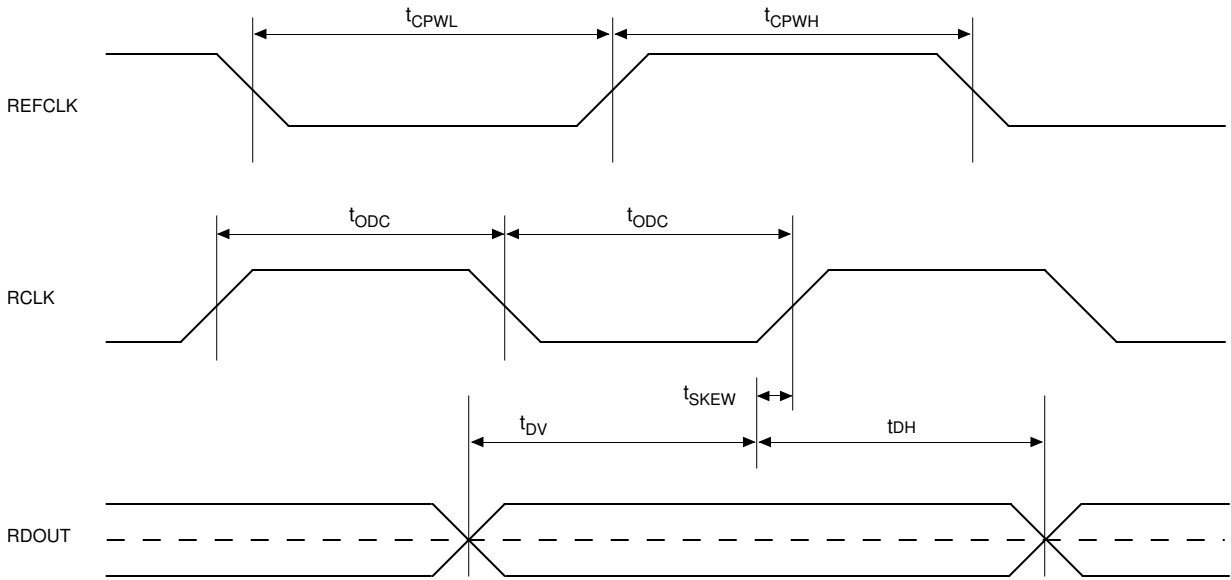 tCPWL tCPWH
REFCLK
tODC tODC
RCLK
tSKEW
tDV tDH
RDOUT